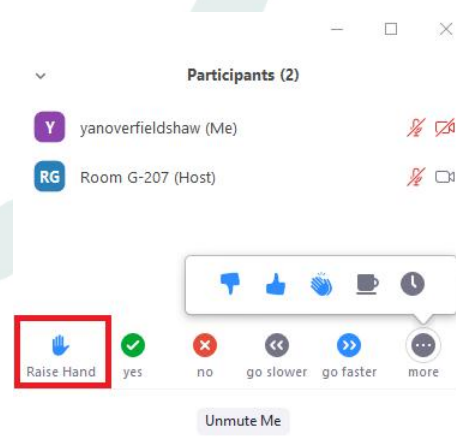 Participants (2)
Y yanoverfieldshaw (Me)
RG Room G-207 (Host)
Raise Hand yes no go slower go faster more
Unmute Me